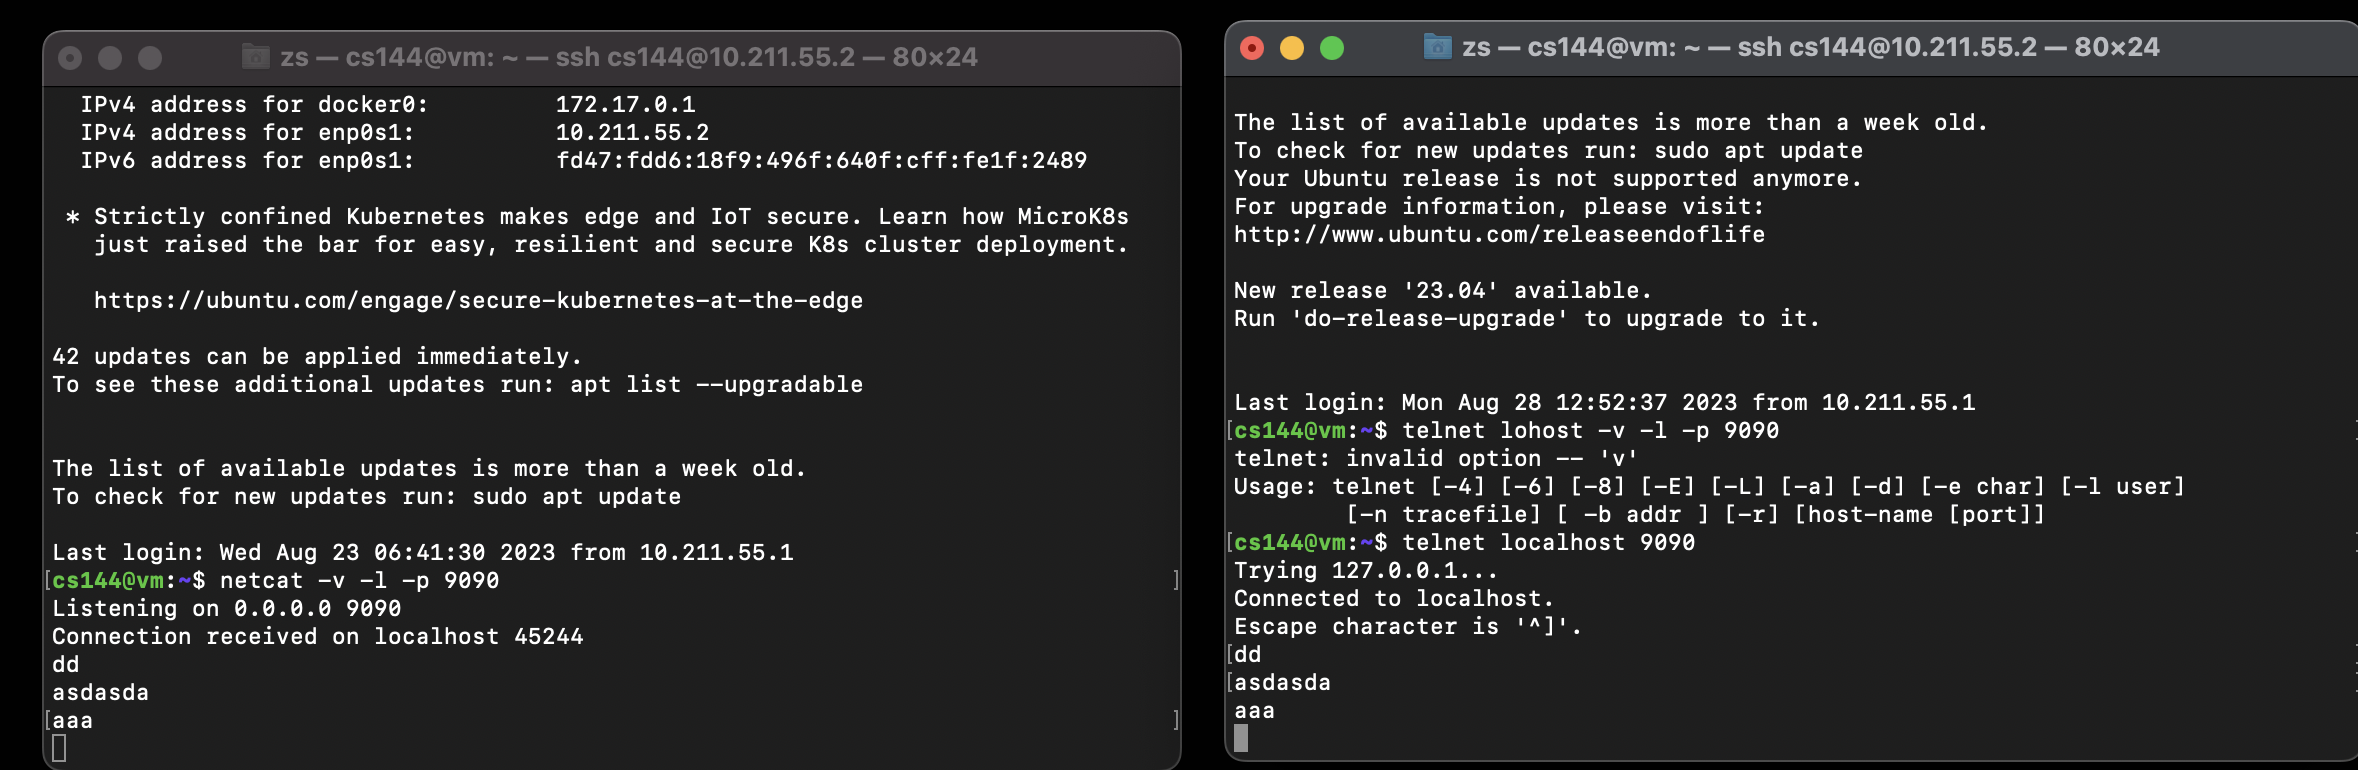 zs — cs144@vm: ~ — ssh cs144@10.211.55.2 — 80×24
IPv4 address for docker0: 172.17.0.1
IPv4 address for enp0s1: 10.211.55.2
IPv6 address for enp0s1: fd47:fdd6:18f9:496f:640f:cff:fe1f:2489
* Strictly confined Kubernetes makes edge and IoT secure. Learn how MicroK8s
just raised the bar for easy, resilient and secure K8s cluster deployment.
https://ubuntu.com/engage/secure-kubernetes-at-the-edge
42 updates can be applied immediately.
To see these additional updates run: apt list --upgradable
The list of available updates is more than a week old.
To check for new updates run: sudo apt update
Last login: Wed Aug 23 06:41:30 2023 from 10.211.55.1
[cs144@vm:~$ netcat -v -l -p 9090 ]
Listening on 0.0.0.0 9090
Connection received on localhost 45244
dd
asdasda
[aaa ]
zs — cs144@vm: ~ — ssh cs144@10.211.55.2 — 80×24
The list of available updates is more than a week old.
To check for new updates run: sudo apt update
Your Ubuntu release is not supported anymore.
For upgrade information, please visit:
http://www.ubuntu.com/releaseendoflife
New release '23.04' available.
Run 'do-release-upgrade' to upgrade to it.
Last login: Mon Aug 28 12:52:37 2023 from 10.211.55.1
[cs144@vm:~$ telnet lohost -v -l -p 9090
telnet: invalid option -- 'v'
Usage: telnet [-4] [-6] [-8] [-E] [-L] [-a] [-d] [-e char] [-l user]
[-n tracefile] [ -b addr ] [-r] [host-name [port]]
[cs144@vm:~$ telnet localhost 9090
Trying 127.0.0.1...
Connected to localhost.
Escape character is '^]'.
[dd
[asdasda
aaa